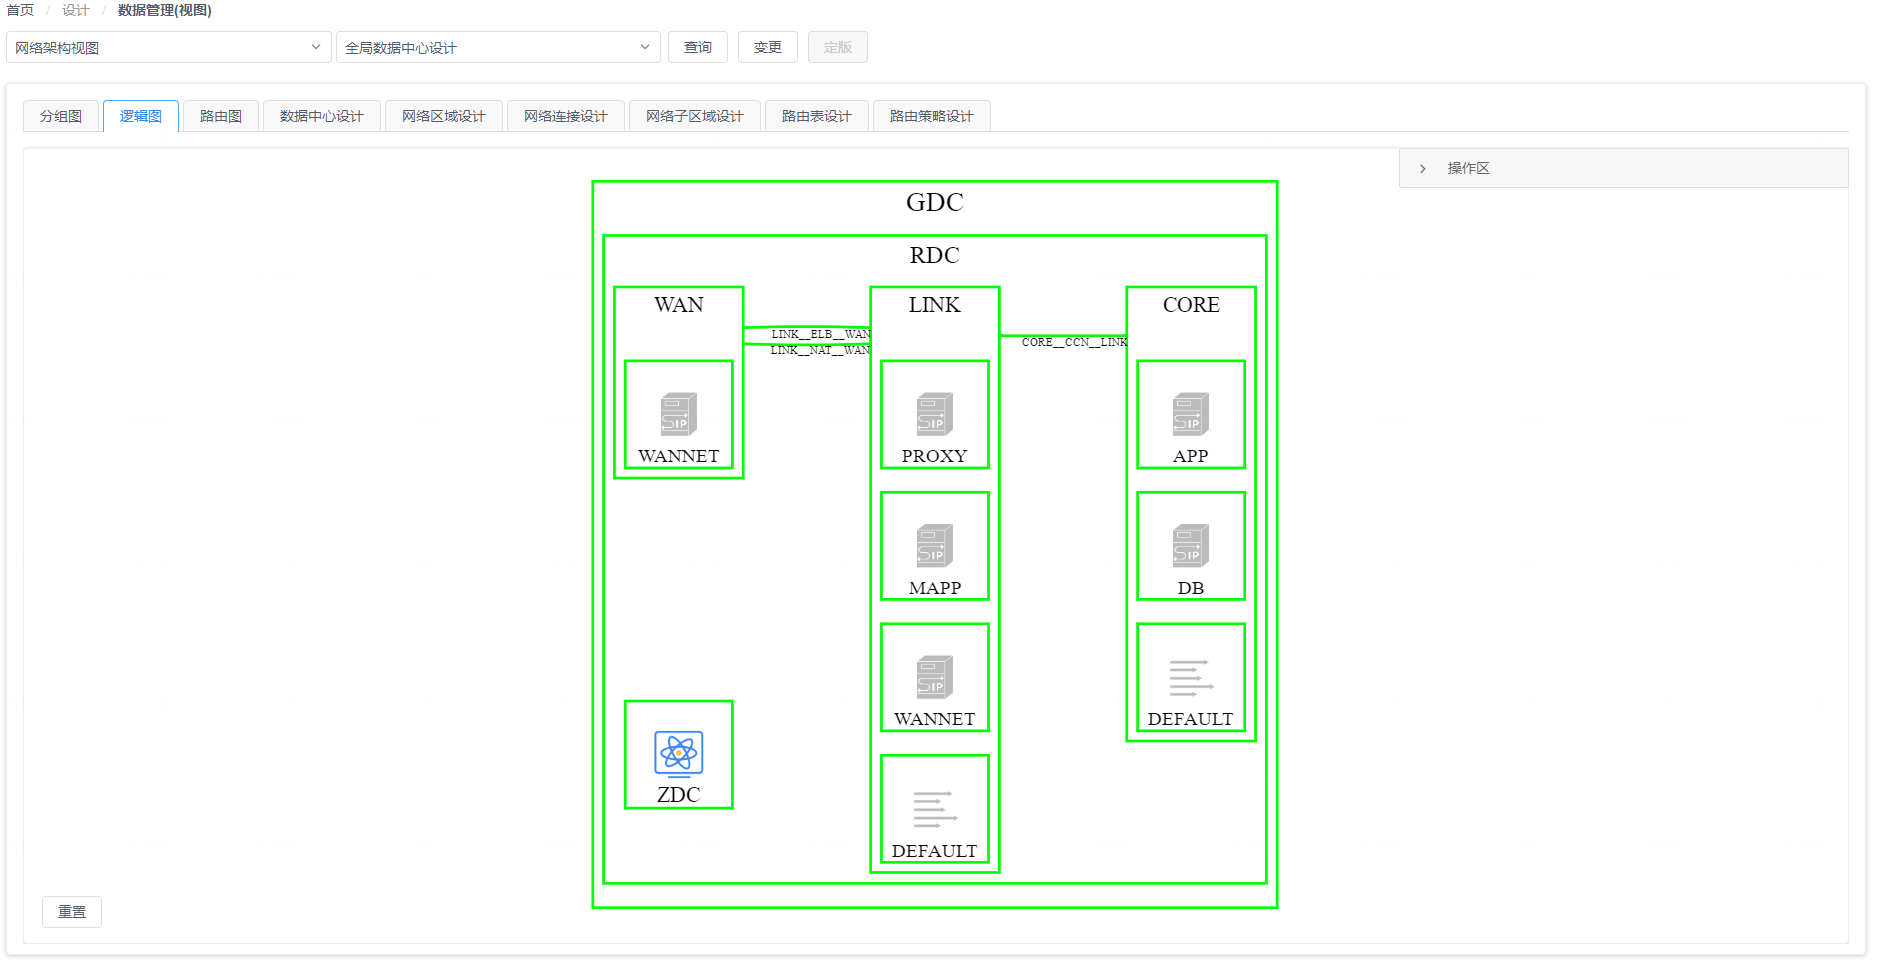 首页 / 设计 / 数据管理(视图)
网络架构视图 全局数据中心设计 查询 变更 定版
分组图 逻辑图 路由图 数据中心设计 网络区域设计 网络连接设计 网络子区域设计 路由表设计 路由策略设计
操作区
GDC
RDC
WAN LINK CORE
LINK__ELB__WAN
LINK__NAT__WAN
CORE__CCN__LINK
SIP SIP SIP
WANNET PROXY APP
SIP SIP
MAPP DB
SIP
WANNET DEFAULT
ZDC
DEFAULT
重置